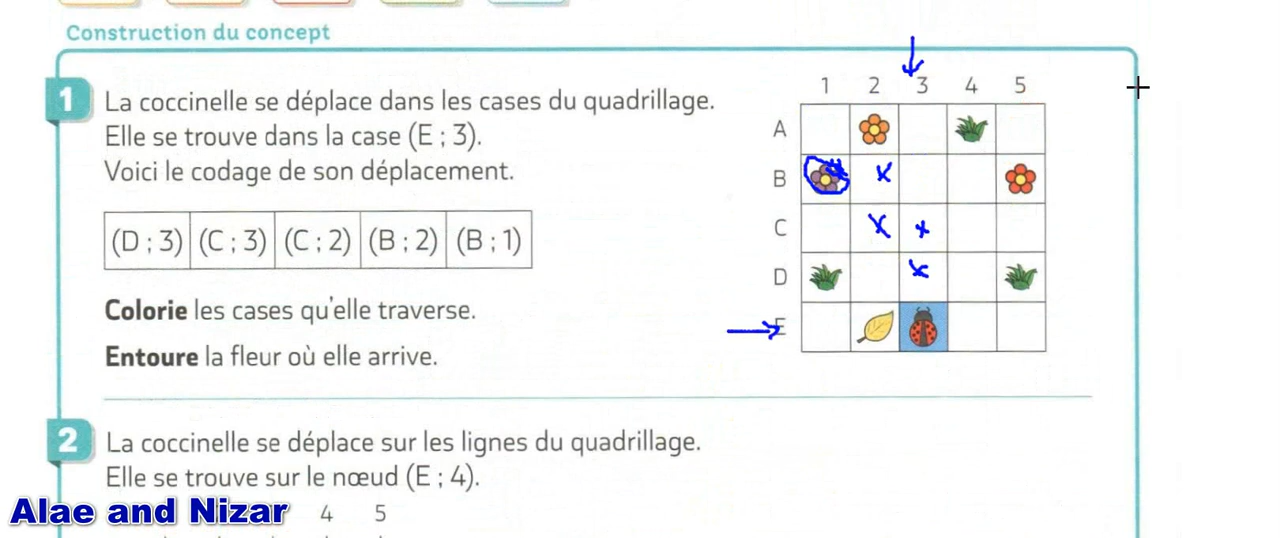 Construction du concept
1
La coccinelle se déplace dans les cases du quadrillage.
Elle se trouve dans la case (E ; 3).
Voici le codage de son déplacement.
(D ; 3) (C ; 3) (C ; 2) (B ; 2) (B ; 1)
Colorie les cases qu'elle traverse.
Entoure la fleur où elle arrive.
1 2 3 4 5
A
B
C
D
E
2
La coccinelle se déplace sur les lignes du quadrillage.
Elle se trouve sur le nœud (E ; 4).
4 5
Alae and Nizar